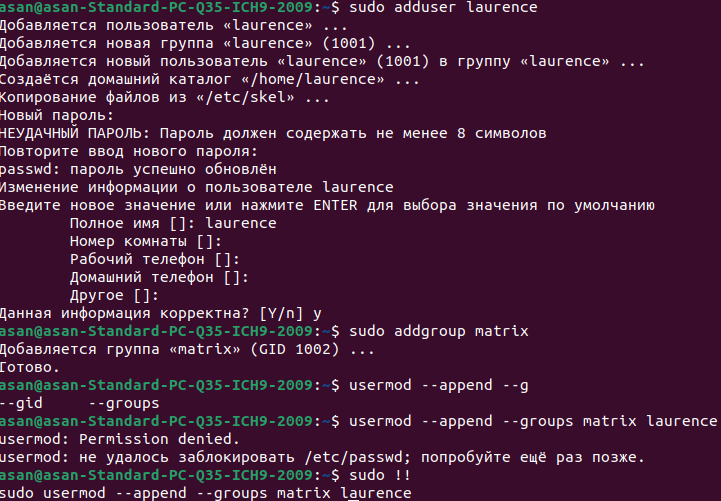 asan@asan-Standard-PC-Q35-ICH9-2009:~$ sudo adduser laurence
Добавляется пользователь «laurence» ...
Добавляется новая группа «laurence» (1001) ...
Добавляется новый пользователь «laurence» (1001) в группу «laurence» ...
Создаётся домашний каталог «/home/laurence» ...
Копирование файлов из «/etc/skel» ...
Новый пароль:
НЕУДАЧНЫЙ ПАРОЛЬ: Пароль должен содержать не менее 8 символов
Повторите ввод нового пароля:
passwd: пароль успешно обновлён
Изменение информации о пользователе laurence
Введите новое значение или нажмите ENTER для выбора значения по умолчанию
        Полное имя []: laurence
        Номер комнаты []:
        Рабочий телефон []:
        Домашний телефон []:
        Другое []:
Данная информация корректна? [Y/n] y
asan@asan-Standard-PC-Q35-ICH9-2009:~$ sudo addgroup matrix
Добавляется группа «matrix» (GID 1002) ...
Готово.
asan@asan-Standard-PC-Q35-ICH9-2009:~$ usermod --append --g
--gid     --groups
asan@asan-Standard-PC-Q35-ICH9-2009:~$ usermod --append --groups matrix laurence
usermod: Permission denied.
usermod: не удалось заблокировать /etc/passwd; попробуйте ещё раз позже.
asan@asan-Standard-PC-Q35-ICH9-2009:~$ sudo !!
sudo usermod --append --groups matrix laurence